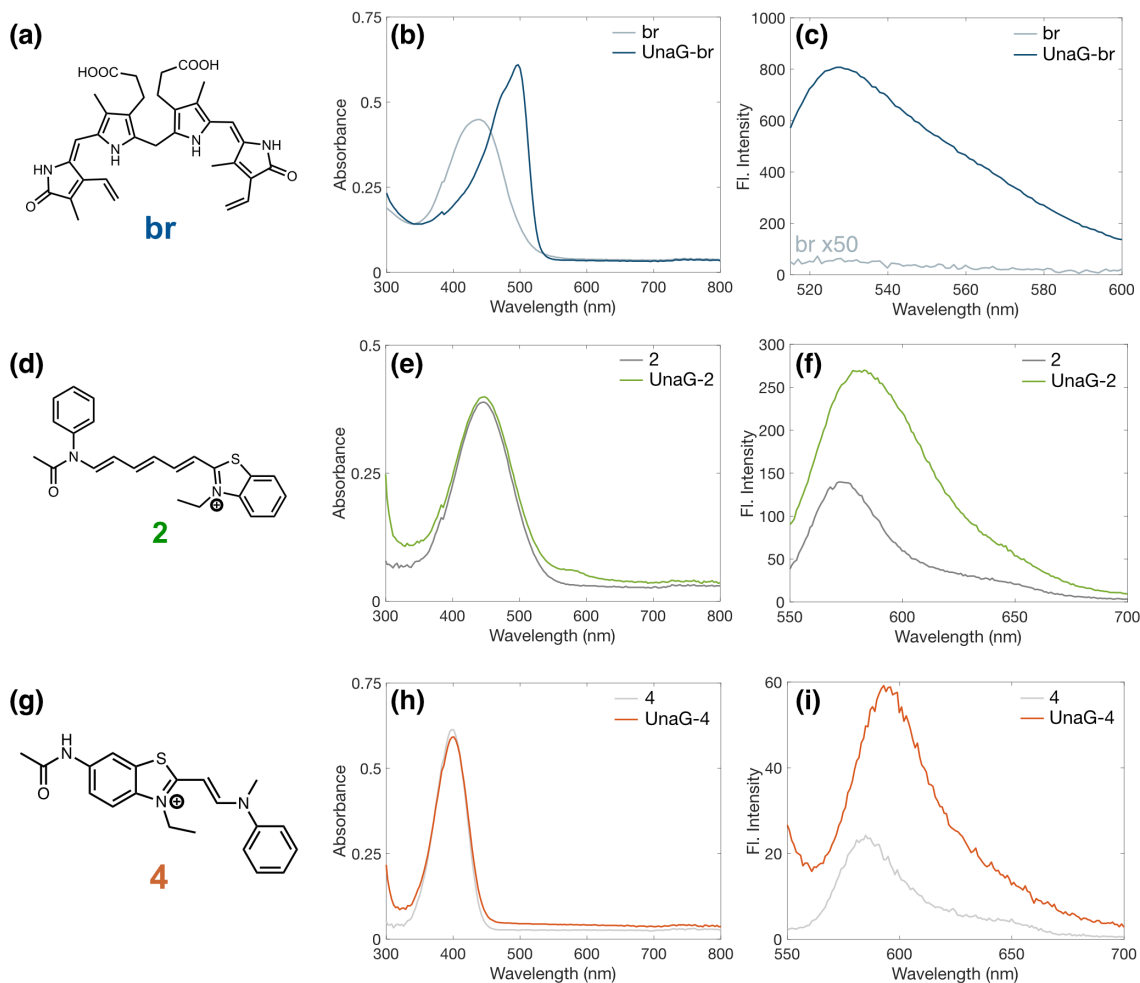 (a)
HOOC
COOH
N
H
NH
HN
O
NH
O
br
(b)
br
UnaG-br
0.75
0.5
0.25
0
Absorbance
300 400 500 600 700 800
Wavelength (nm)
(c)
br
UnaG-br
1000
800
600
400
200
0
Fl. Intensity
br x50
520 540 560 580 600
Wavelength (nm)
(d)
N
O
S
N
+
2
(e)
2
UnaG-2
0.5
0.25
0
Absorbance
300 400 500 600 700 800
Wavelength (nm)
(f)
2
UnaG-2
300
250
200
150
100
50
0
Fl. Intensity
550 600 650 700
Wavelength (nm)
(g)
H
N
O
S
N
+
N
4
(h)
4
UnaG-4
0.75
0.5
0.25
0
Absorbance
300 400 500 600 700 800
Wavelength (nm)
(i)
4
UnaG-4
60
40
20
0
Fl. Intensity
550 600 650 700
Wavelength (nm)